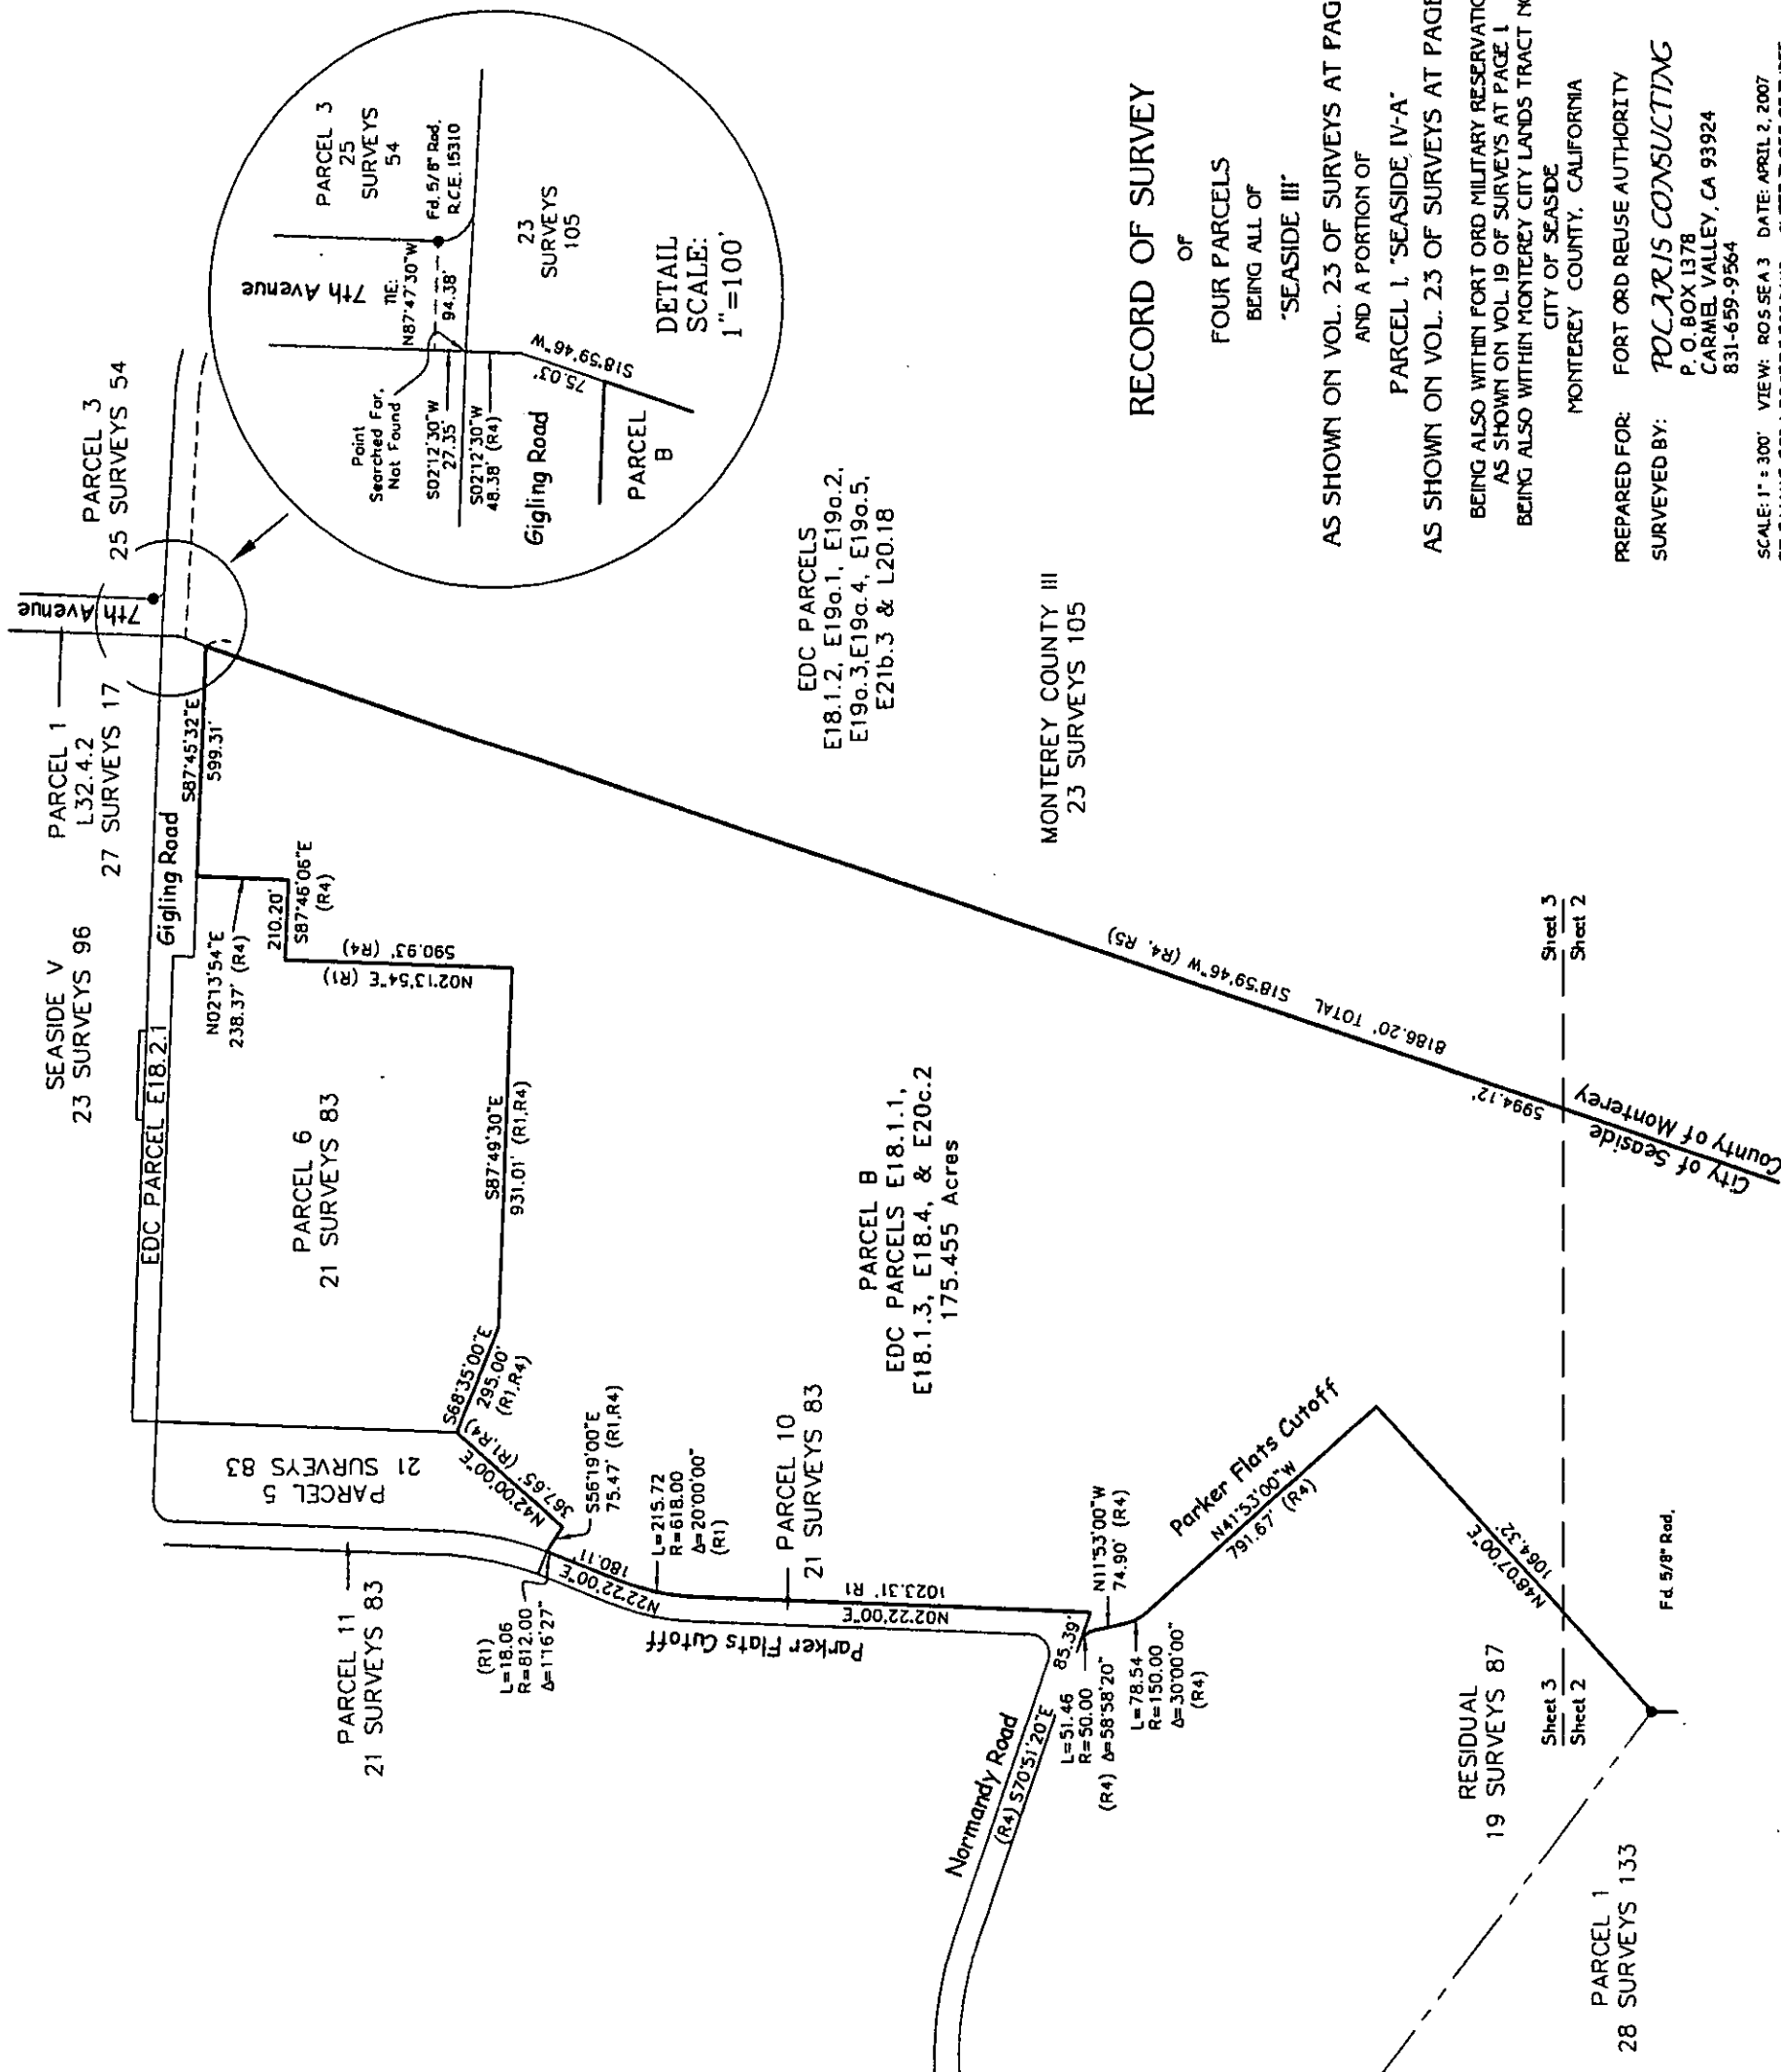 SEASIDE V
23 SURVEYS 96
PARCEL 1
L32.4.2
27 SURVEYS 17
PARCEL 3
25 SURVEYS 54
7th Avenue
Gigling Road
EDC PARCEL E18.2.1
S87°45'32"E
599.31'
N02°13'54"E
238.37' (R4)
210.20'
S87°46'06"E
(R4)
590.93' (R4)
N02°13'54"E (R1)
PARCEL 6
21 SURVEYS 83
S87°49'30"E
931.01' (R1,R4)
S68°35'00"E
295.00'
(R1,R4)
N42°00'00"E
367.65' (R1,R4)
S56°19'00"E
75.47' (R1,R4)
PARCEL 5
21 SURVEYS 83
PARCEL 11
21 SURVEYS 83
(R1)
L=18.06
R=812.00
Δ=1°16'27"
180.11'
N22°22'00"E
L=215.72
R=618.00
Δ=20°00'00"
(R1)
PARCEL 10
21 SURVEYS 83
1023.31' R1
N02°22'00"E
Parker Flats Cutoff
Normandy Road
(R4) S70°51'20"E
85.39'
L=51.46
R=50.00
(R4) Δ=58°58'20"
N11°53'00"W
74.90' (R4)
L=78.54
R=150.00
Δ=30°00'00"
(R4)
Parker Flats Cutoff
N41°53'00"W
791.67' (R4)
N48°07'00"E
1064.32'
PARCEL B
EDC PARCELS E18.1.1,
E18.1.3, E18.4, & E20c.2
175.455 Acres
8186.20' TOTAL S18°59'46"W (R4, R5)
5994.12'
City of Seaside
County of Monterey
Sheet 3
Sheet 2
Sheet 3
Sheet 2
RESIDUAL
19 SURVEYS 87
Fd. 5/8" Rod.
PARCEL 1
28 SURVEYS 133
EDC PARCELS
E18.1.2, E19a.1, E19a.2,
E19a.3,E19a.4, E19a.5,
E21b.3 & L20.18
MONTEREY COUNTY III
23 SURVEYS 105
PARCEL 3
25
SURVEYS
54
7th Avenue
TIE:
N87°47'30"W
94.38'
Fd. 5/8" Rod.
R.C.E. 15310
Point
Searched For,
Not Found
S02°12'30"W
27.35'
S02°12'30"W
48.38' (R4)
Gigling Road
23
SURVEYS
105
75.03'
S18°59'46"W
PARCEL
B
DETAIL
SCALE:
1"=100'
RECORD OF SURVEY
OF
FOUR PARCELS
BEING ALL OF
"SEASIDE III"
AS SHOWN ON VOL. 23 OF SURVEYS AT PAG
AND A PORTION OF
PARCEL 1, "SEASIDE IV-A"
AS SHOWN ON VOL. 23 OF SURVEYS AT PAGE
BEING ALSO WITHIN FORT ORD MILITARY RESERVATIO
AS SHOWN ON VOL. 19 OF SURVEYS AT PAGE 1
BEING ALSO WITHIN MONTEREY CITY LANDS TRACT NO
CITY OF SEASIDE
MONTEREY COUNTY, CALIFORNIA
PREPARED FOR: FORT ORD REUSE AUTHORITY
SURVEYED BY: POLARIS CONSULTING
P. O. BOX 1378
CARMEL VALLEY, CA 93924
831-659-9564
SCALE: 1" = 300' VIEW: ROS SEA 3 DATE: APRIL 2, 2007